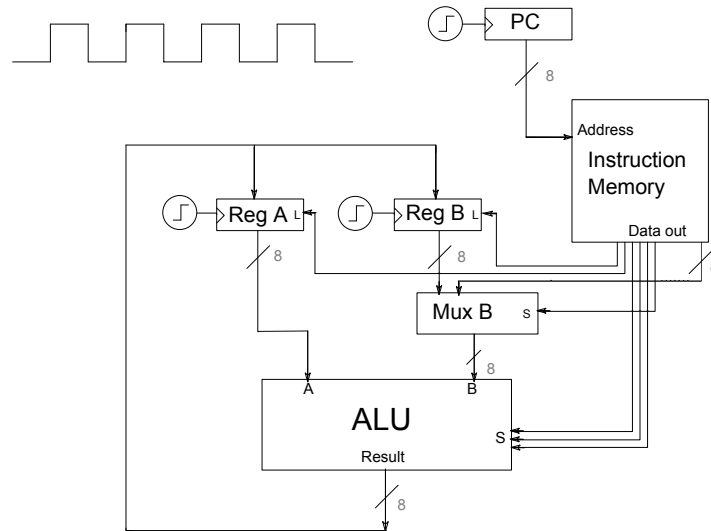 PC
8
Address
Instruction
Memory
Data out
Reg A L
Reg B L
8
8
Mux B S
8
A
B
ALU
S
Result
8